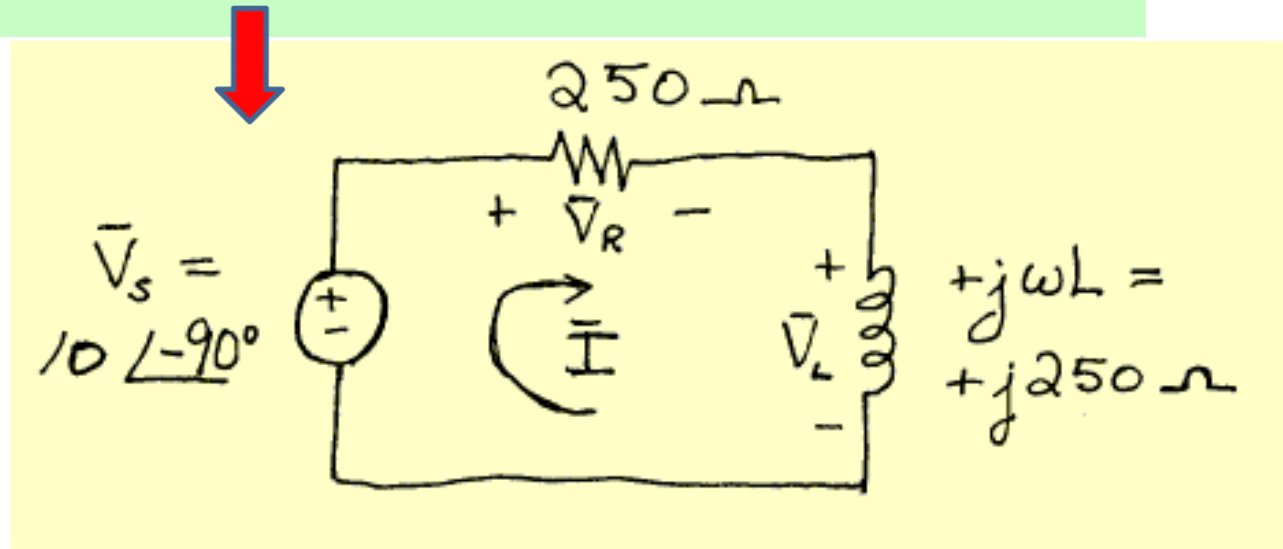 250 Ω
+ V̄R −
V̄s =
10 ∠-90°
+
−
Ī
+
V̄L
−
+jωL =
+j250 Ω